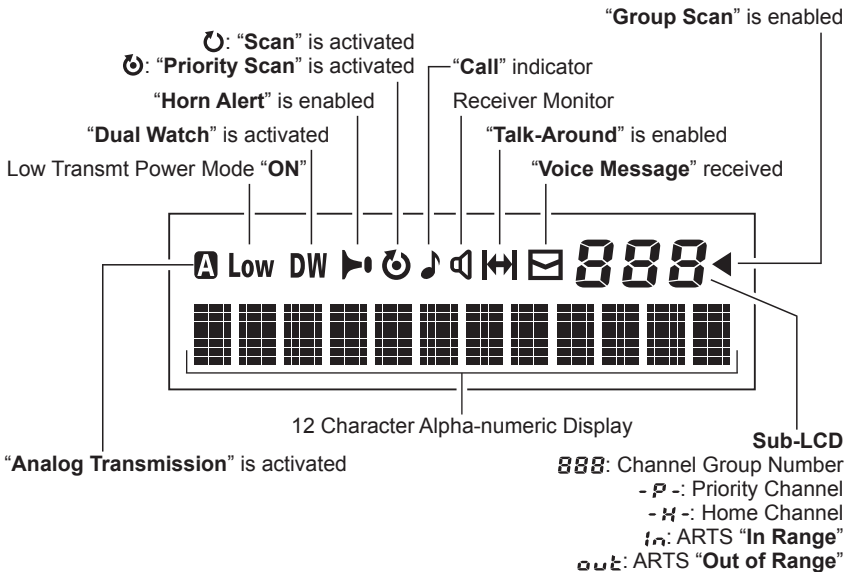 “Group Scan” is enabled
↻: “Scan” is activated
: “Priority Scan” is activated
“Call” indicator
“Horn Alert” is enabled
Receiver Monitor
“Dual Watch” is activated
“Talk-Around” is enabled
Low Transmt Power Mode “ON”
“Voice Message” received
A Low DW 888
12 Character Alpha-numeric Display
“Analog Transmission” is activated
Sub-LCD
888: Channel Group Number
- P -: Priority Channel
- H -: Home Channel
In: ARTS “In Range”
out: ARTS “Out of Range”